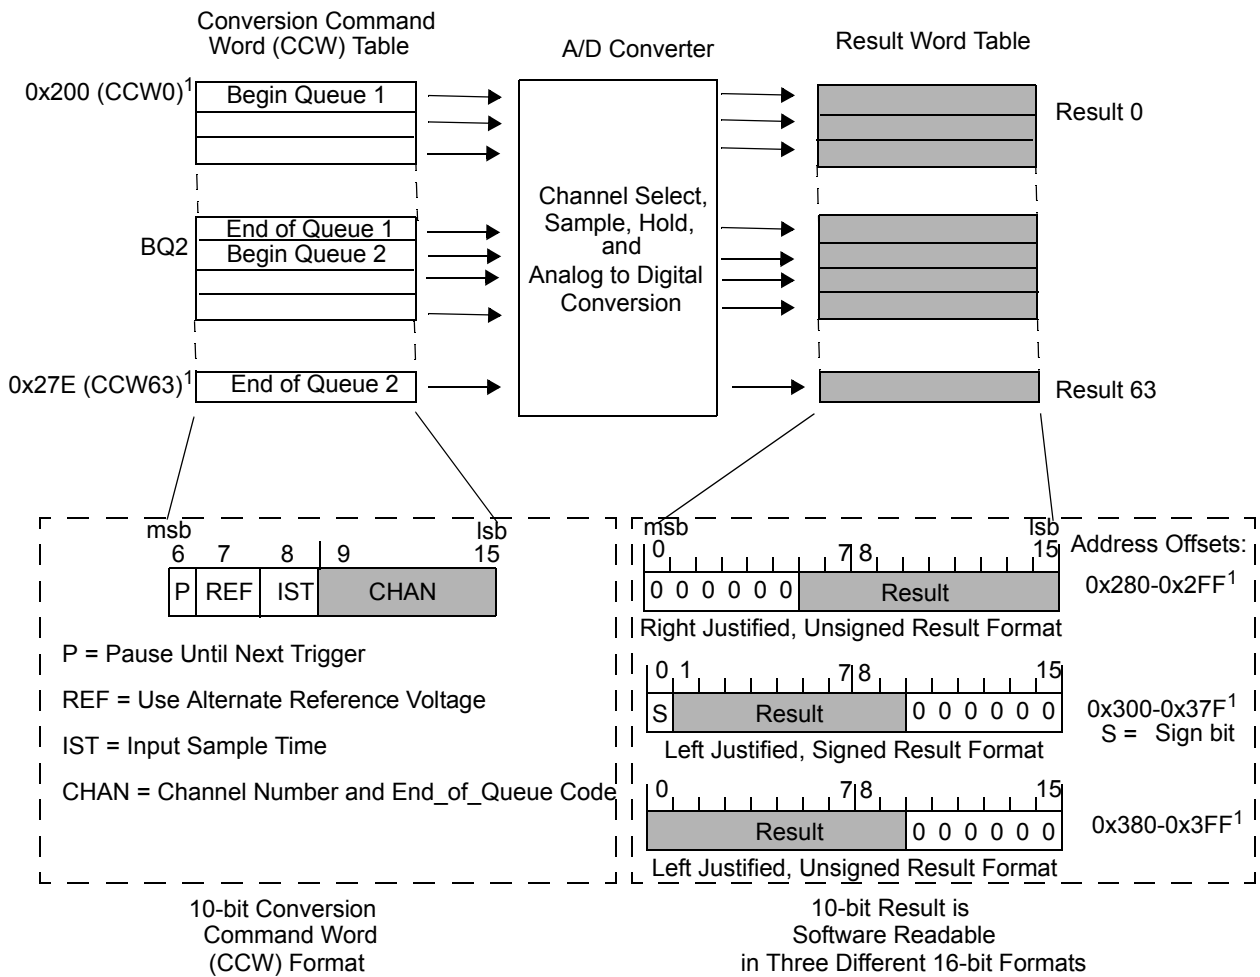 Conversion Command
Word (CCW) Table
A/D Converter
Result Word Table
0x200 (CCW0)1
Begin Queue 1
Result 0
Channel Select,
Sample, Hold,
and
Analog to Digital
Conversion
End of Queue 1
BQ2
Begin Queue 2
0x27E (CCW63)1
End of Queue 2
Result 63
msb
lsb
6 7 8 9 15
P REF IST CHAN
P = Pause Until Next Trigger
REF = Use Alternate Reference Voltage
IST = Input Sample Time
CHAN = Channel Number and End_of_Queue Code
10-bit Conversion
Command Word
(CCW) Format
msb
lsb
0 7 8 15
Address Offsets:
0 0 0 0 0 0 Result
0x280-0x2FF1
Right Justified, Unsigned Result Format
0 1 7 8 15
S Result 0 0 0 0 0 0
0x300-0x37F1
S = Sign bit
Left Justified, Signed Result Format
0 7 8 15
Result 0 0 0 0 0 0
0x380-0x3FF1
Left Justified, Unsigned Result Format
10-bit Result is
Software Readable
in Three Different 16-bit Formats